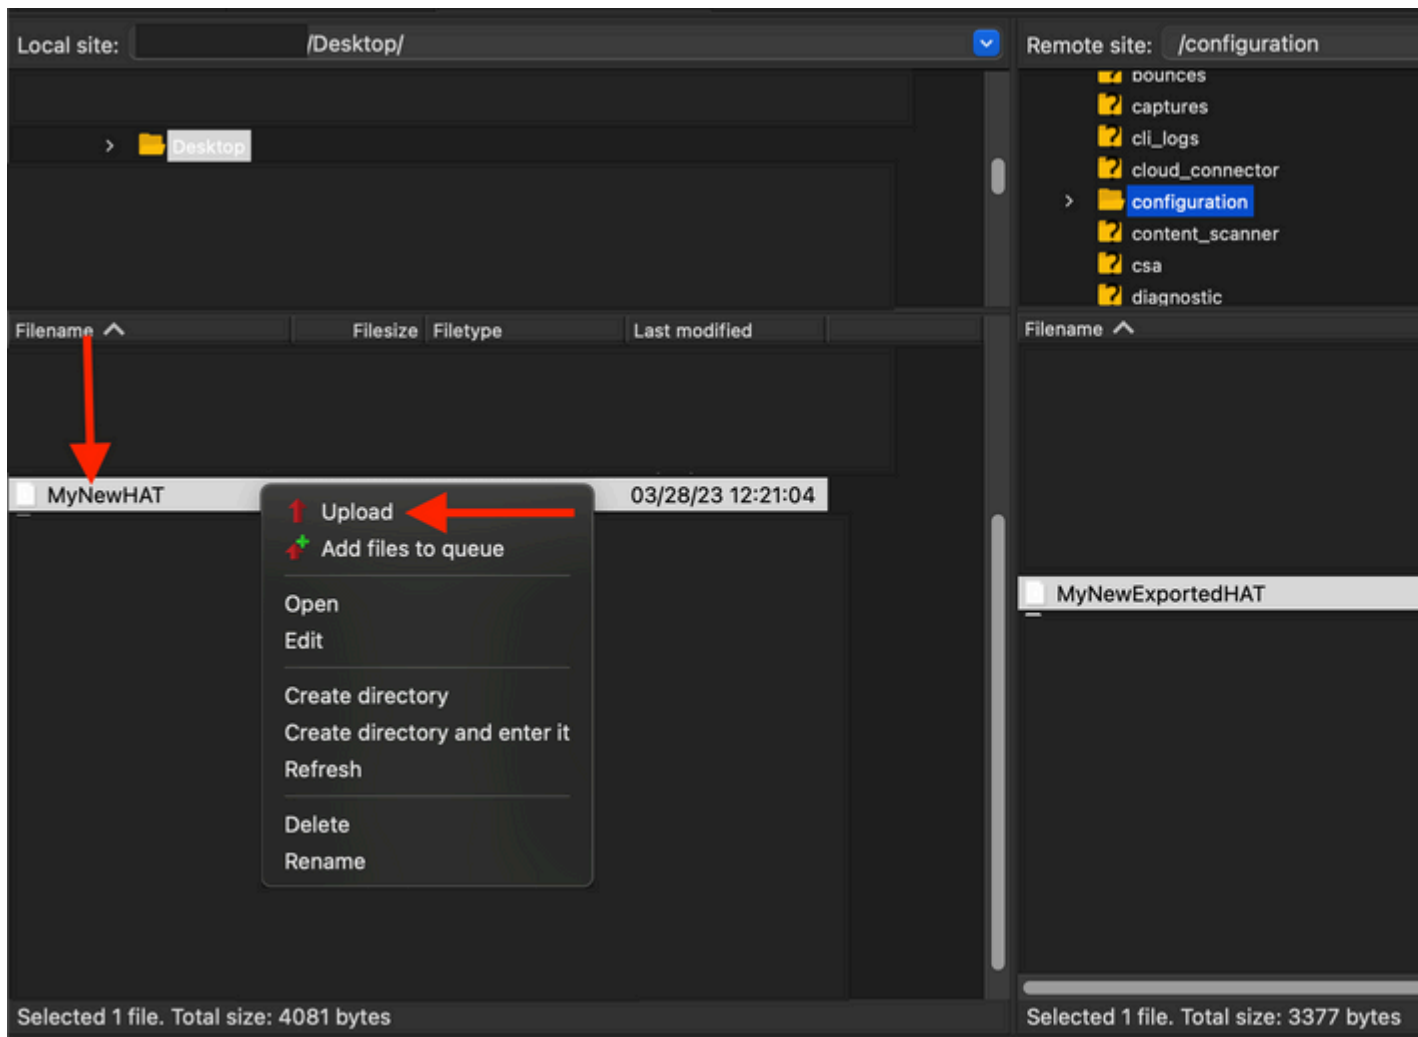 Local site: /Desktop/
Desktop
Filename Filesize Filetype Last modified
MyNewHAT 03/28/23 12:21:04
Upload
Add files to queue
Open
Edit
Create directory
Create directory and enter it
Refresh
Delete
Rename
Selected 1 file. Total size: 4081 bytes
Remote site: /configuration
bounces
captures
cli_logs
cloud_connector
configuration
content_scanner
csa
diagnostic
Filename
MyNewExportedHAT
Selected 1 file. Total size: 3377 bytes